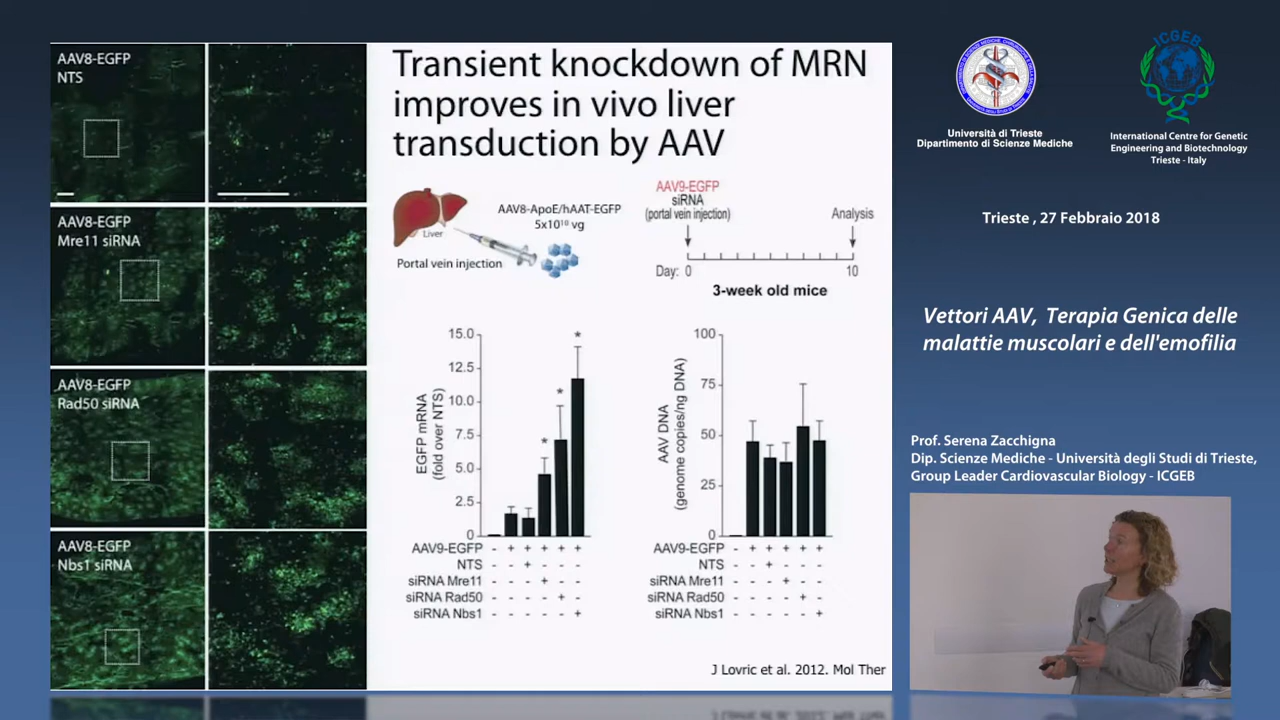 AAV8-EGFP
NTS
AAV8-EGFP
Mre11 siRNA
AAV8-EGFP
Rad50 siRNA
AAV8-EGFP
Nbs1 siRNA
Transient knockdown of MRN
improves in vivo liver
transduction by AAV
Liver
AAV8-ApoE/hAAT-EGFP
5x10¹⁰ vg
Portal vein injection
AAV9-EGFP
siRNA
(portal vein injection)
Analysis
Day: 0
10
3-week old mice
EGFP mRNA
(fold over NTS)
15.0
12.5
10.0
7.5
5.0
2.5
0
* * * *
AAV9-EGFP - + + + + +
NTS - - + - - -
siRNA Mre11 - - - + - -
siRNA Rad50 - - - - + -
siRNA Nbs1 - - - - - +
AAV DNA
(genome copies/ng DNA)
100
75
50
25
0
AAV9-EGFP - + + + + +
NTS - - + - - -
siRNA Mre11 - - - + - -
siRNA Rad50 - - - - + -
siRNA Nbs1 - - - - - +
J Lovric et al. 2012. Mol Ther
Università di Trieste
Dipartimento di Scienze Mediche
ICGEB
International Centre for Genetic
Engineering and Biotechnology
Trieste - Italy
Trieste , 27 Febbraio 2018
Vettori AAV, Terapia Genica delle
malattie muscolari e dell'emofilia
Prof. Serena Zacchigna
Dip. Scienze Mediche - Università degli Studi di Trieste,
Group Leader Cardiovascular Biology - ICGEB